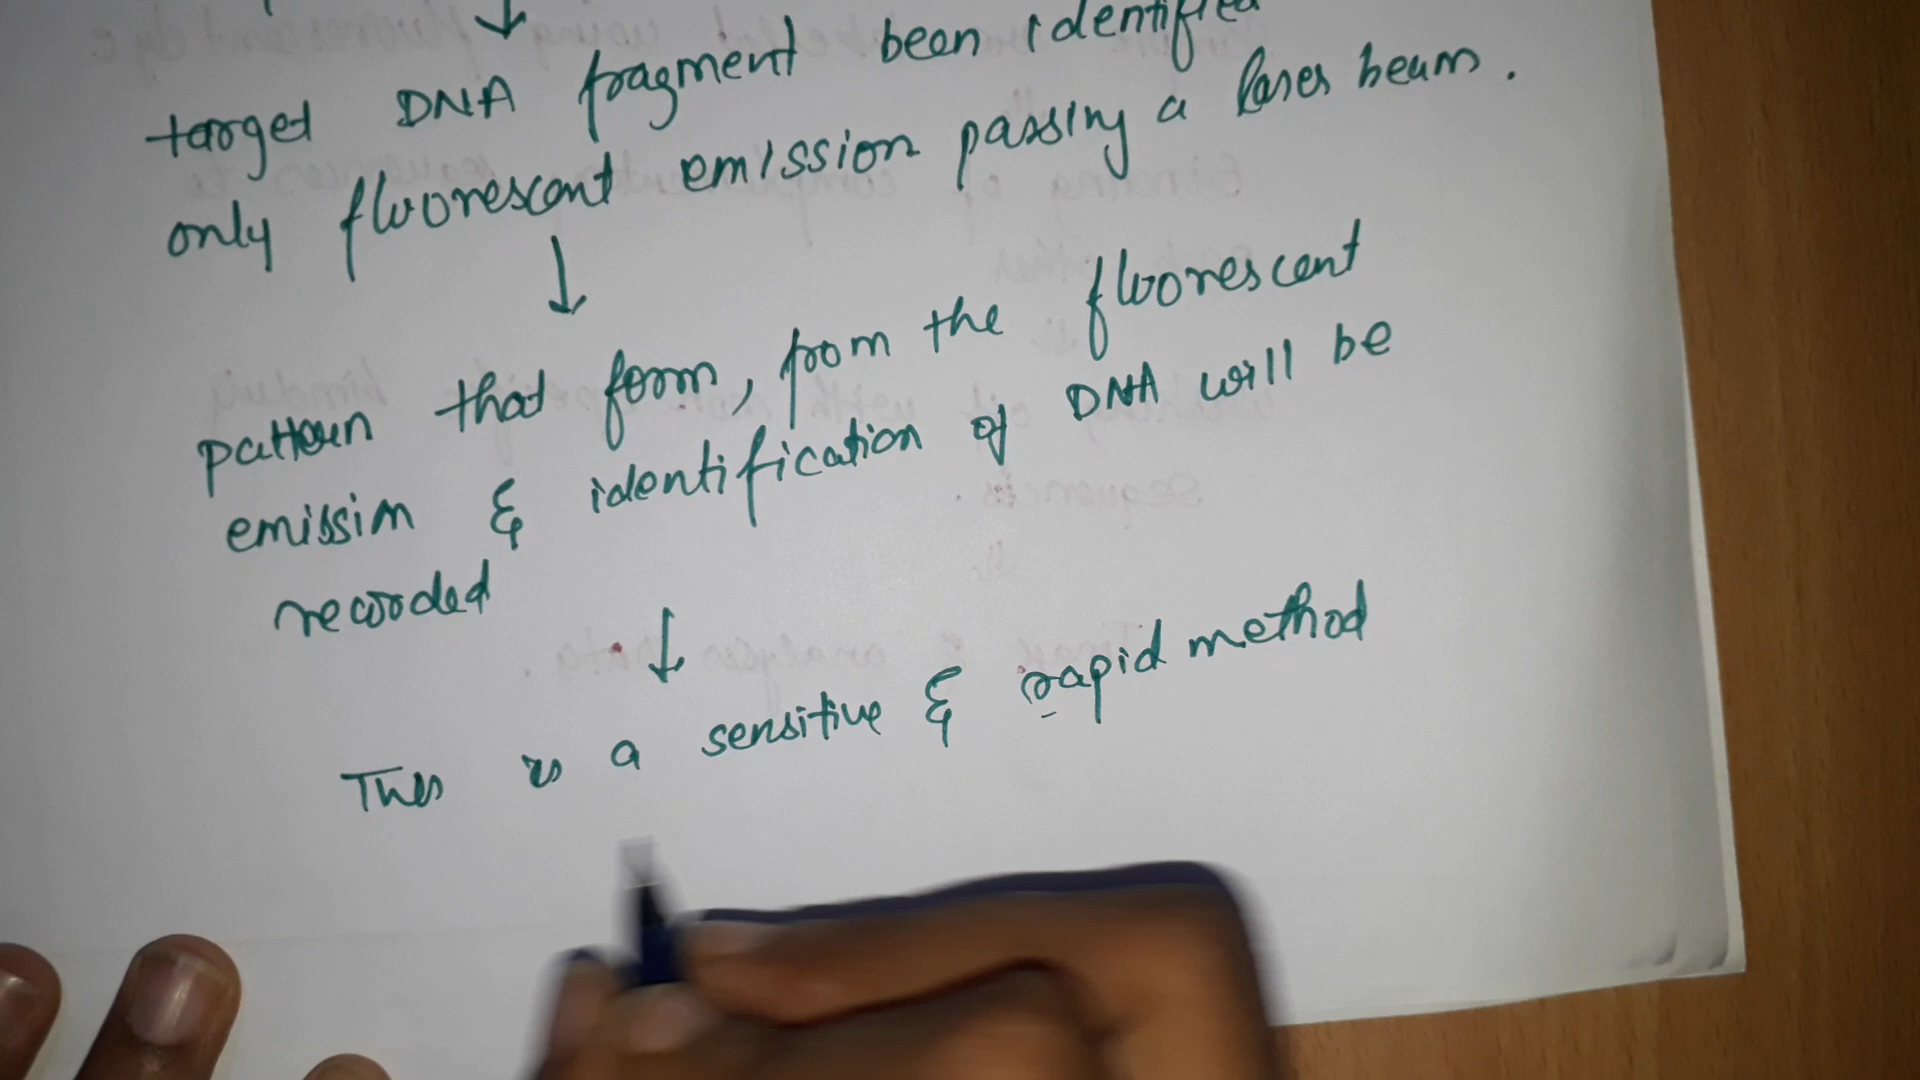 target DNA fragment been identified
only fluorescent emission passing a laser beam.
pattern that form, from the fluorescent
emission & identification of DNA will be
recorded
This is a sensitive & rapid method